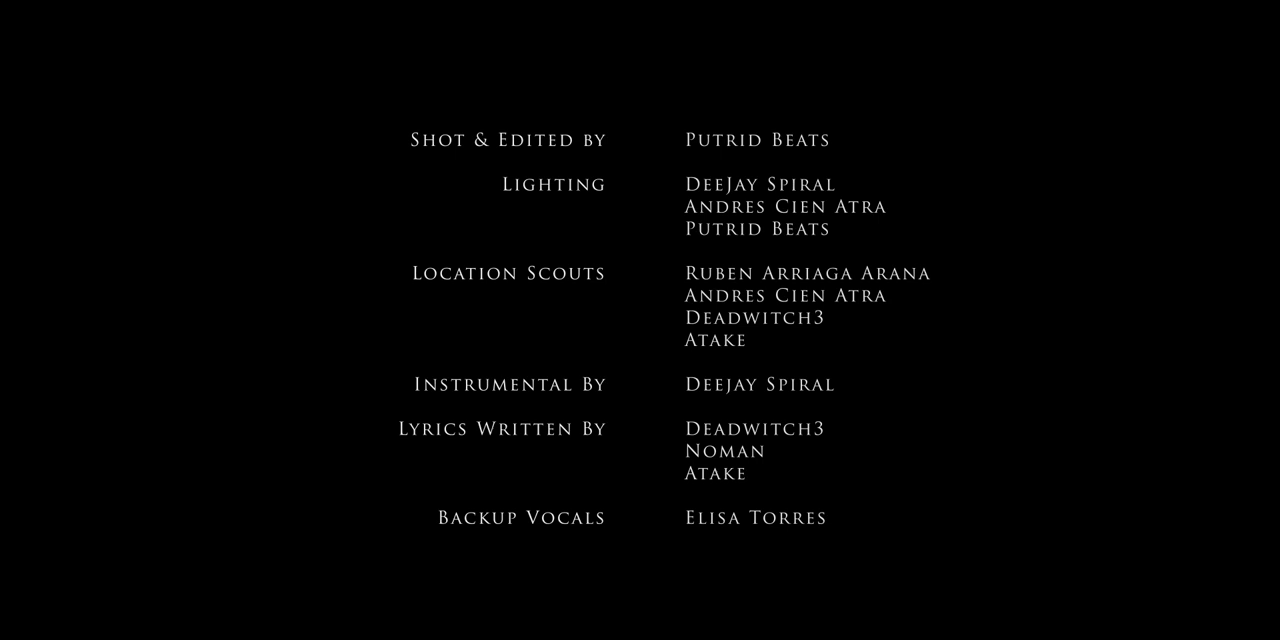 Shot & Edited by Putrid Beats
Lighting DeeJay Spiral
Andres Cien Atra
Putrid Beats
Location Scouts Ruben Arriaga Arana
Andres Cien Atra
Deadwitch3
Atake
Instrumental By Deejay Spiral
Lyrics Written By Deadwitch3
Noman
Atake
Backup Vocals Elisa Torres